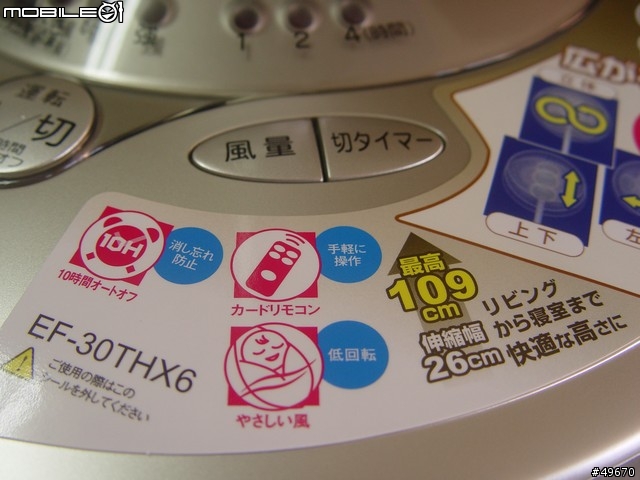 MOBILE01
1 2 4(時間)
運転
/切
風量
切タイマー
立体
上下
左
10H
10時間オートオフ
消し忘れ
防止
カードリモコン
手軽に
操作
やさしい風
低回転
EF-30THX6
ご使用の際はこの
シールを外してください
最高
109
cm
伸縮幅
26cm
リビング
から寝室まで
快適な高さに
#49670